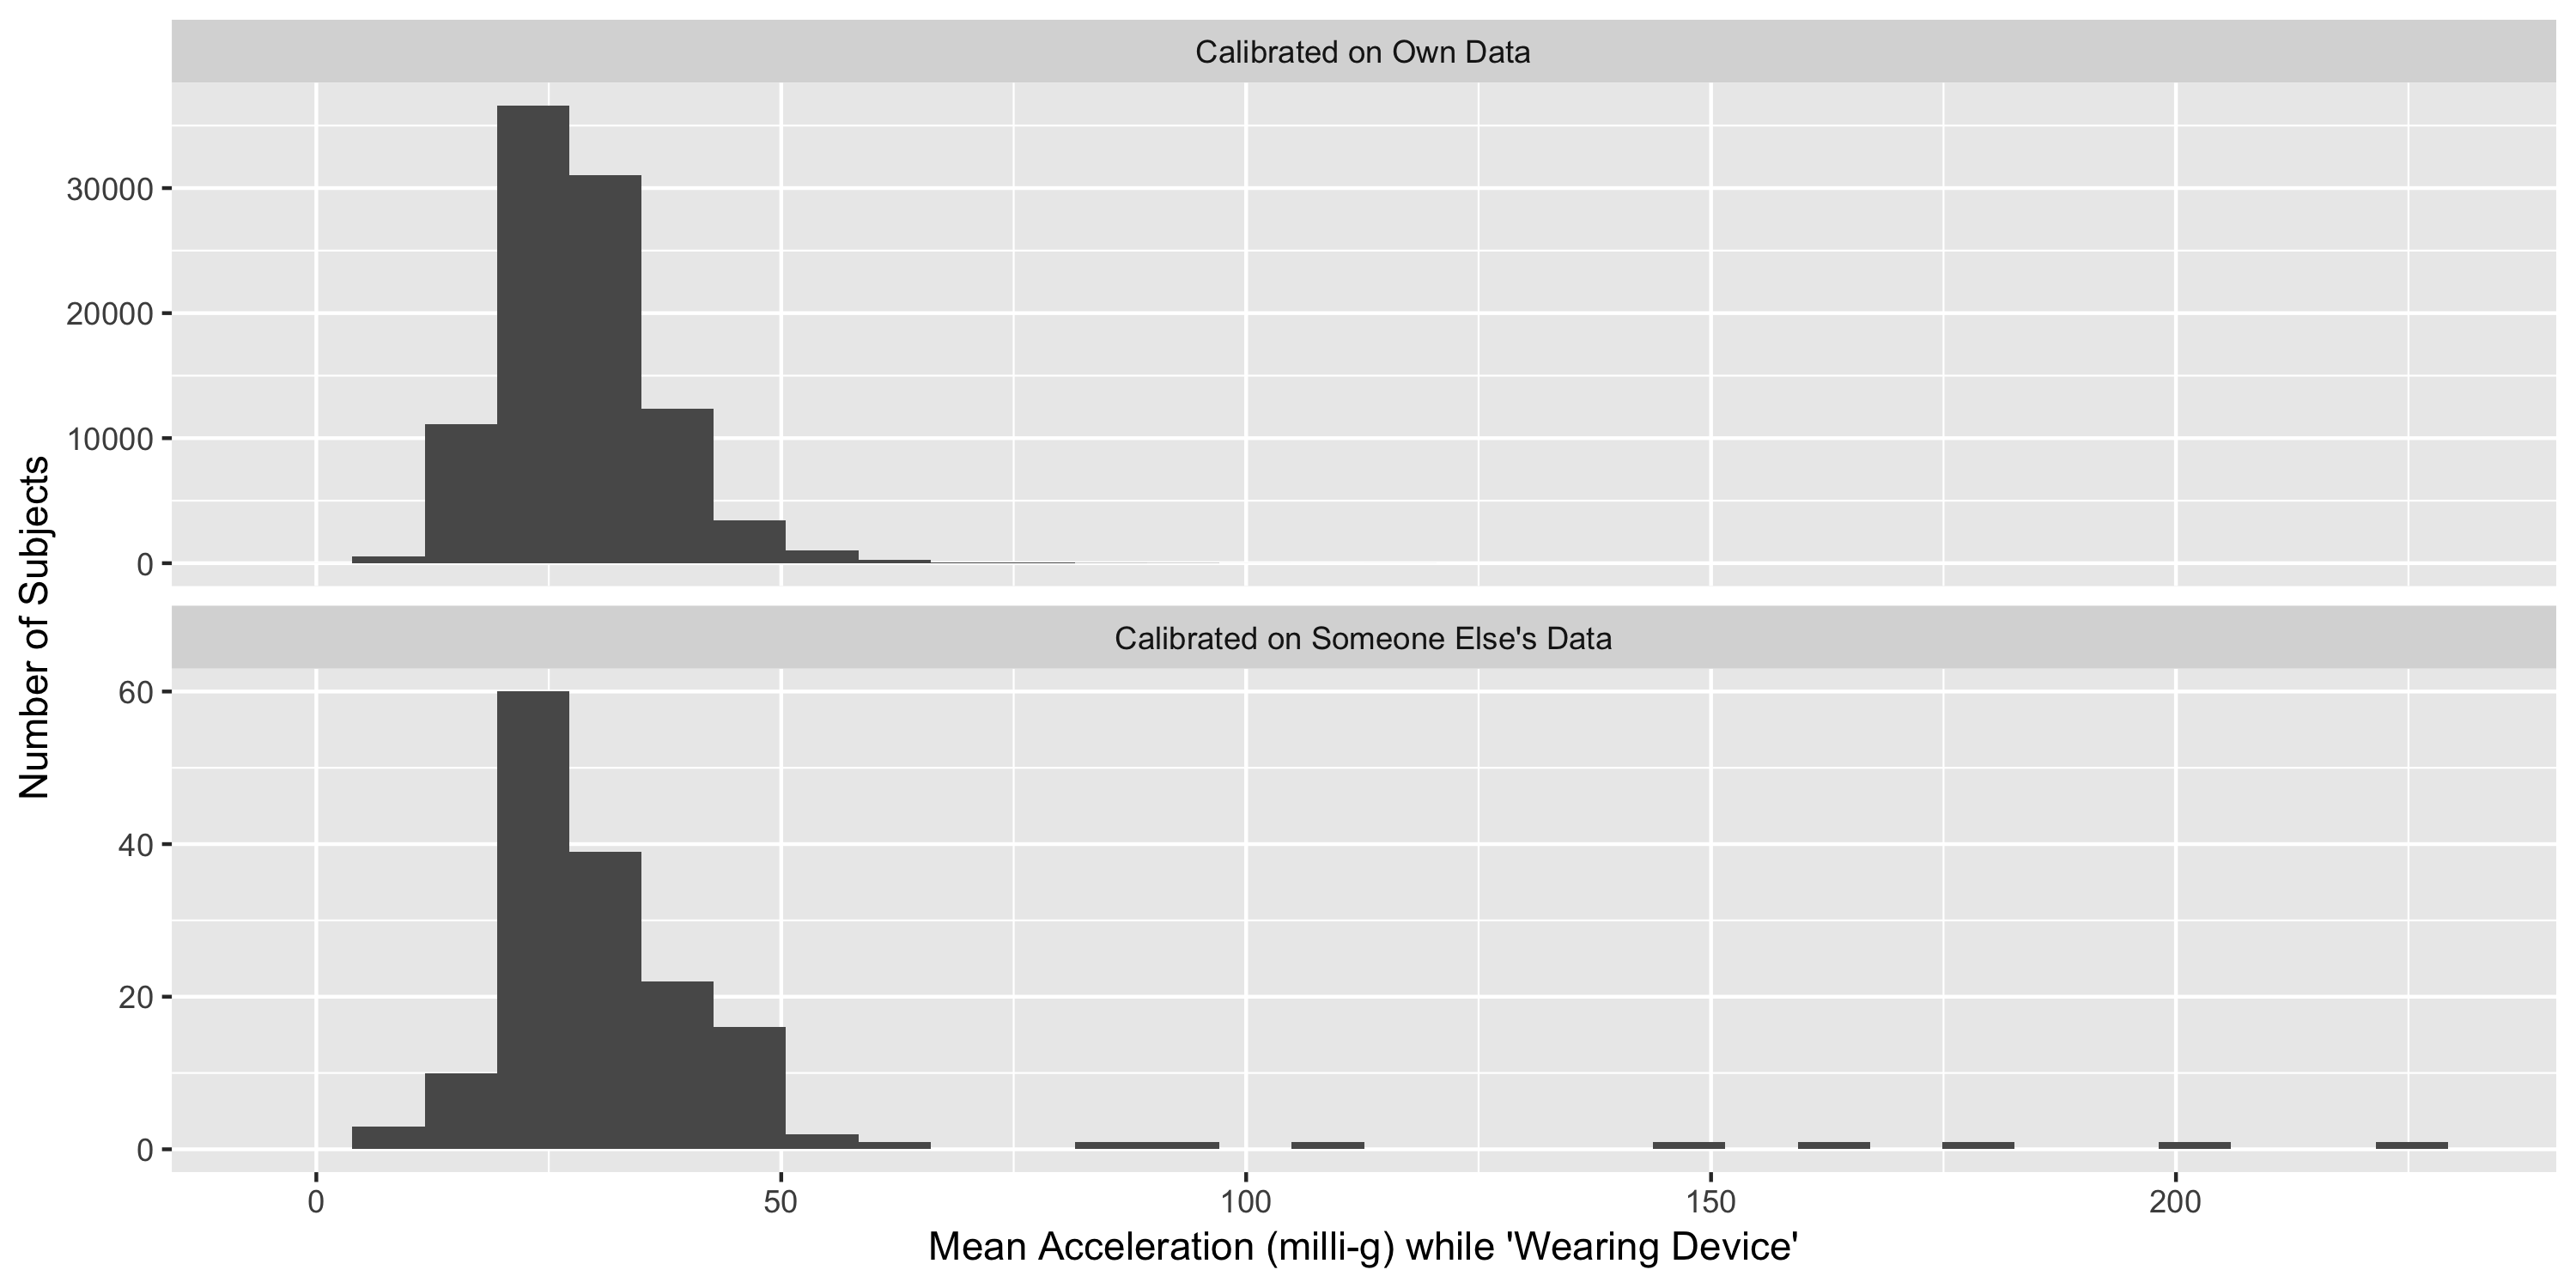 Calibrated on Own Data
30000
20000
10000
0
Number of Subjects
Calibrated on Someone Else's Data
60
40
20
0
0 50 100 150 200
Mean Acceleration (milli-g) while 'Wearing Device'